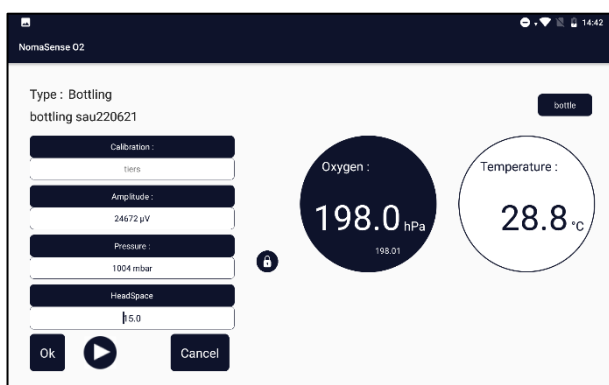 14:42
NomaSense O2
Type : Bottling
bottling sau220621
bottle
Calibration :
tiers
Amplitude :
24672 µV
Pressure :
1004 mbar
HeadSpace
15.0
Ok
Cancel
Oxygen :
198.0 hPa
198.01
Temperature :
28.8 °C